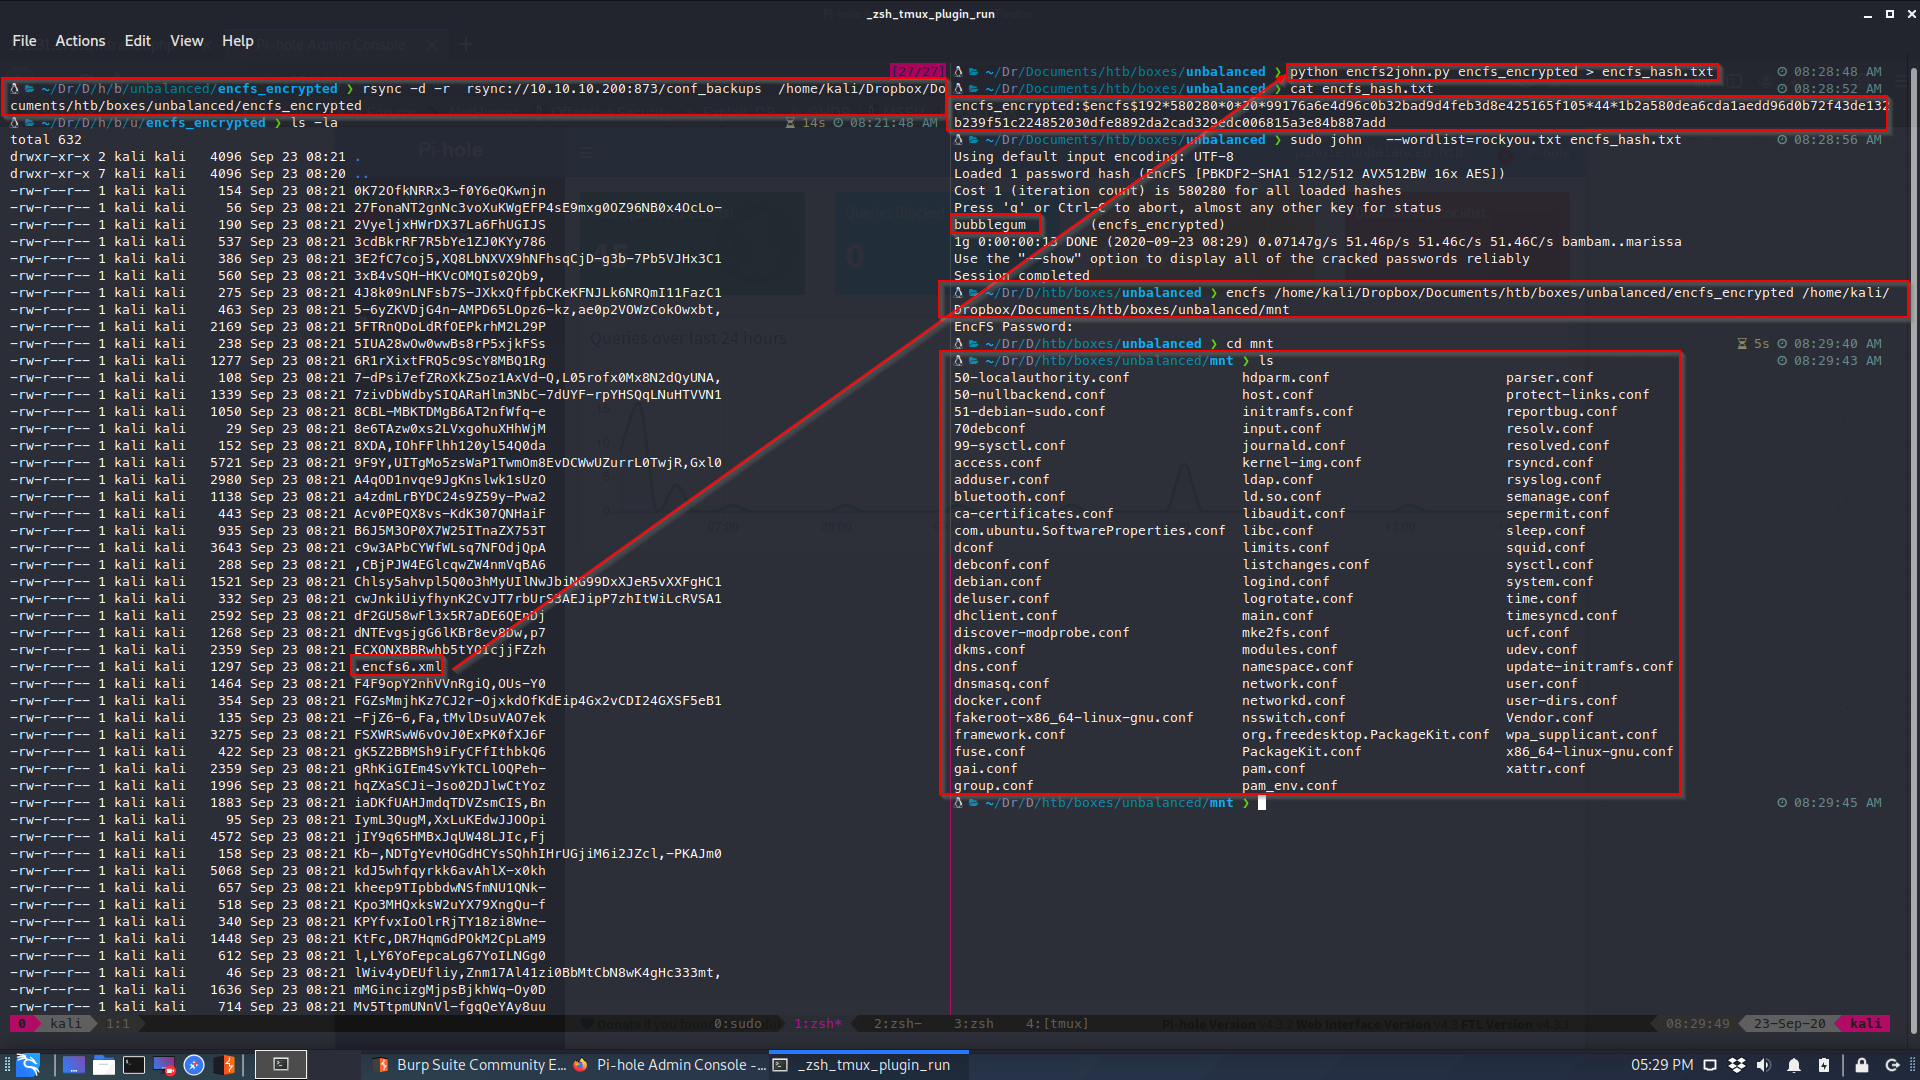 _zsh_tmux_plugin_run
File Actions Edit View Help
[27/27]
~/Dr/D/h/b/unbalanced/encfs_encrypted ❯ rsync -d -r rsync://10.10.10.200:873/conf_backups /home/kali/Dropbox/Do
cuments/htb/boxes/unbalanced/encfs_encrypted
~/Dr/D/h/b/u/encfs_encrypted ❯ ls -la 14s 08:21:48 AM
total 632
drwxr-xr-x 2 kali kali 4096 Sep 23 08:21 .
drwxr-xr-x 7 kali kali 4096 Sep 23 08:20 ..
-rw-r--r-- 1 kali kali 154 Sep 23 08:21 0K72OfkNRRx3-f0Y6eQKwnjn
-rw-r--r-- 1 kali kali 56 Sep 23 08:21 27FonaNT2gnNc3voXuKWgEFP4sE9mxg0OZ96NB0x4OcLo-
-rw-r--r-- 1 kali kali 190 Sep 23 08:21 2VyeljxHWrDX37La6FhUGIJS
-rw-r--r-- 1 kali kali 537 Sep 23 08:21 3cdBkrRF7R5bYe1ZJ0KYy786
-rw-r--r-- 1 kali kali 386 Sep 23 08:21 3E2fC7coj5,XQ8LbNXVX9hNFhsqCjD-g3b-7Pb5VJHx3C1
-rw-r--r-- 1 kali kali 560 Sep 23 08:21 3xB4vSQH-HKVcOMQIs02Qb9,
-rw-r--r-- 1 kali kali 275 Sep 23 08:21 4J8k09nLNFsb7S-JXkxQffpbCKeKFNJLk6NRQmI11FazC1
-rw-r--r-- 1 kali kali 463 Sep 23 08:21 5-6yZKVDjG4n-AMPD65LOpz6-kz,ae0p2VOWzCokOwxbt,
-rw-r--r-- 1 kali kali 2169 Sep 23 08:21 5FTRnQDoLdRfOEPkrhM2L29P
-rw-r--r-- 1 kali kali 238 Sep 23 08:21 5IUA28wOw0wwBs8rP5xjkFSs
-rw-r--r-- 1 kali kali 1277 Sep 23 08:21 6R1rXixtFRQ5c9ScY8MBQ1Rg
-rw-r--r-- 1 kali kali 108 Sep 23 08:21 7-dPsi7efZRoXkZ5oz1AxVd-Q,L05rofx0Mx8N2dQyUNA,
-rw-r--r-- 1 kali kali 1339 Sep 23 08:21 7zivDbWdbySIQARaHlm3NbC-7dUYF-rpYHSQqLNuHTVVN1
-rw-r--r-- 1 kali kali 1050 Sep 23 08:21 8CBL-MBKTDMgB6AT2nfWfq-e
-rw-r--r-- 1 kali kali 29 Sep 23 08:21 8e6TAzw0xs2LVxgohuXHhWjM
-rw-r--r-- 1 kali kali 152 Sep 23 08:21 8XDA,IOhFFlhh120yl54Q0da
-rw-r--r-- 1 kali kali 5721 Sep 23 08:21 9F9Y,UITgMo5zsWaP1TwmOm8EvDCWwUZurrL0TwjR,Gxl0
-rw-r--r-- 1 kali kali 2980 Sep 23 08:21 A4qOD1nvqe9JgKnslwk1sUzO
-rw-r--r-- 1 kali kali 1138 Sep 23 08:21 a4zdmLrBYDC24s9Z59y-Pwa2
-rw-r--r-- 1 kali kali 443 Sep 23 08:21 Acv0PEQX8vs-KdK307QNHaiF
-rw-r--r-- 1 kali kali 935 Sep 23 08:21 B6J5M3OP0X7W25ITnaZX753T
-rw-r--r-- 1 kali kali 3643 Sep 23 08:21 c9w3APbCYWfWLsq7NFOdjQpA
-rw-r--r-- 1 kali kali 288 Sep 23 08:21 ,CBjPJW4EGlcqwZW4nmVqBA6
-rw-r--r-- 1 kali kali 1521 Sep 23 08:21 Chlsy5ahvpl5Q0o3hMyUIlNwJbiNG99DxXJeR5vXXFgHC1
-rw-r--r-- 1 kali kali 332 Sep 23 08:21 cwJnkiUiyfhynK2CvJT7rbUrS3AEJipP7zhItWiLcRVSA1
-rw-r--r-- 1 kali kali 2592 Sep 23 08:21 dF2GU58wFl3x5R7aDE6QEnDj
-rw-r--r-- 1 kali kali 1268 Sep 23 08:21 dNTEvgsjgG6lKBr8ev8Dw,p7
-rw-r--r-- 1 kali kali 2359 Sep 23 08:21 ECXONXBBRwhb5tYOIcjjFZzh
-rw-r--r-- 1 kali kali 1297 Sep 23 08:21 .encfs6.xml
-rw-r--r-- 1 kali kali 1464 Sep 23 08:21 F4F9opY2nhVVnRgiQ,OUs-Y0
-rw-r--r-- 1 kali kali 354 Sep 23 08:21 FGZsMmjhKz7CJ2r-OjxkdOfKdEip4Gx2vCDI24GXSF5eB1
-rw-r--r-- 1 kali kali 135 Sep 23 08:21 -FjZ6-6,Fa,tMvlDsuVAO7ek
-rw-r--r-- 1 kali kali 3275 Sep 23 08:21 FSXWRSwW6vOvJ0ExPK0fXJ6F
-rw-r--r-- 1 kali kali 422 Sep 23 08:21 gK5Z2BBMSh9iFyCFfIthbkQ6
-rw-r--r-- 1 kali kali 2359 Sep 23 08:21 gRhKiGIEm4SvYkTCLlOQPeh-
-rw-r--r-- 1 kali kali 1996 Sep 23 08:21 hqZXaSCJi-Jso02DJlwCtYoz
-rw-r--r-- 1 kali kali 1883 Sep 23 08:21 iaDKfUAHJmdqTDVZsmCIS,Bn
-rw-r--r-- 1 kali kali 95 Sep 23 08:21 IymL3QugM,XxLuKEdwJJOOpi
-rw-r--r-- 1 kali kali 4572 Sep 23 08:21 jIY9q65HMBxJqUW48LJIc,Fj
-rw-r--r-- 1 kali kali 158 Sep 23 08:21 Kb-,NDTgYevHOGdHCYsSQhhIHrUGjiM6i2JZcl,-PKAJm0
-rw-r--r-- 1 kali kali 5068 Sep 23 08:21 kdJ5whfqyrkk6avAhlX-x0kh
-rw-r--r-- 1 kali kali 657 Sep 23 08:21 kheep9TIpbbdwNSfmNU1QNk-
-rw-r--r-- 1 kali kali 518 Sep 23 08:21 Kpo3MHQxksW2uYX79XngQu-f
-rw-r--r-- 1 kali kali 340 Sep 23 08:21 KPYfvxIoOlrRjTY18zi8Wne-
-rw-r--r-- 1 kali kali 1448 Sep 23 08:21 KtFc,DR7HqmGdPOkM2CpLaM9
-rw-r--r-- 1 kali kali 612 Sep 23 08:21 l,LY6YoFepcaLg67YoILNGg0
-rw-r--r-- 1 kali kali 46 Sep 23 08:21 lWiv4yDEUfliy,Znm17Al41zi0BbMtCbN8wK4gHc333mt,
-rw-r--r-- 1 kali kali 1636 Sep 23 08:21 mMGincizgMjpsBjkhWq-Oy0D
-rw-r--r-- 1 kali kali 714 Sep 23 08:21 Mv5TtpmUNnVl-fgqQeYAy8uu
~/Dr/Documents/htb/boxes/unbalanced ❯ python encfs2john.py encfs_encrypted > encfs_hash.txt 08:28:48 AM
~/Dr/Documents/htb/boxes/unbalanced ❯ cat encfs_hash.txt 08:28:52 AM
encfs_encrypted:$encfs$192*580280*0*20*99176a6e4d96c0b32bad9d4feb3d8e425165f105*44*1b2a580dea6cda1aedd96d0b72f43de132
b239f51c224852030dfe8892da2cad329edc006815a3e84b887add
~/Dr/Documents/htb/boxes/unbalanced ❯ sudo john --wordlist=rockyou.txt encfs_hash.txt 08:28:56 AM
Using default input encoding: UTF-8
Loaded 1 password hash (EncFS [PBKDF2-SHA1 512/512 AVX512BW 16x AES])
Cost 1 (iteration count) is 580280 for all loaded hashes
Press 'q' or Ctrl-C to abort, almost any other key for status
bubblegum (encfs_encrypted)
1g 0:00:00:13 DONE (2020-09-23 08:29) 0.07147g/s 51.46p/s 51.46c/s 51.46C/s bambam..marissa
Use the "--show" option to display all of the cracked passwords reliably
Session completed
~/Dr/D/htb/boxes/unbalanced ❯ encfs /home/kali/Dropbox/Documents/htb/boxes/unbalanced/encfs_encrypted /home/kali/
Dropbox/Documents/htb/boxes/unbalanced/mnt
EncFS Password:
~/Dr/D/htb/boxes/unbalanced ❯ cd mnt 5s 08:29:40 AM
~/Dr/D/htb/boxes/unbalanced/mnt ❯ ls 08:29:43 AM
50-localauthority.conf hdparm.conf parser.conf
50-nullbackend.conf host.conf protect-links.conf
51-debian-sudo.conf initramfs.conf reportbug.conf
70debconf input.conf resolv.conf
99-sysctl.conf journald.conf resolved.conf
access.conf kernel-img.conf rsyncd.conf
adduser.conf ldap.conf rsyslog.conf
bluetooth.conf ld.so.conf semanage.conf
ca-certificates.conf libaudit.conf sepermit.conf
com.ubuntu.SoftwareProperties.conf libc.conf sleep.conf
dconf limits.conf squid.conf
debconf.conf listchanges.conf sysctl.conf
debian.conf logind.conf system.conf
deluser.conf logrotate.conf time.conf
dhclient.conf main.conf timesyncd.conf
discover-modprobe.conf mke2fs.conf ucf.conf
dkms.conf modules.conf udev.conf
dns.conf namespace.conf update-initramfs.conf
dnsmasq.conf network.conf user.conf
docker.conf networkd.conf user-dirs.conf
fakeroot-x86_64-linux-gnu.conf nsswitch.conf Vendor.conf
framework.conf org.freedesktop.PackageKit.conf wpa_supplicant.conf
fuse.conf PackageKit.conf x86_64-linux-gnu.conf
gai.conf pam.conf xattr.conf
group.conf pam_env.conf
~/Dr/D/htb/boxes/unbalanced/mnt ❯ 08:29:45 AM
0 kali 1:1 0:sudo 1:zsh* 2:zsh- 3:zsh 4:[tmux] 08:29:49 23-Sep-20 kali
Burp Suite Community E... Pi-hole Admin Console -... _zsh_tmux_plugin_run 05:29 PM